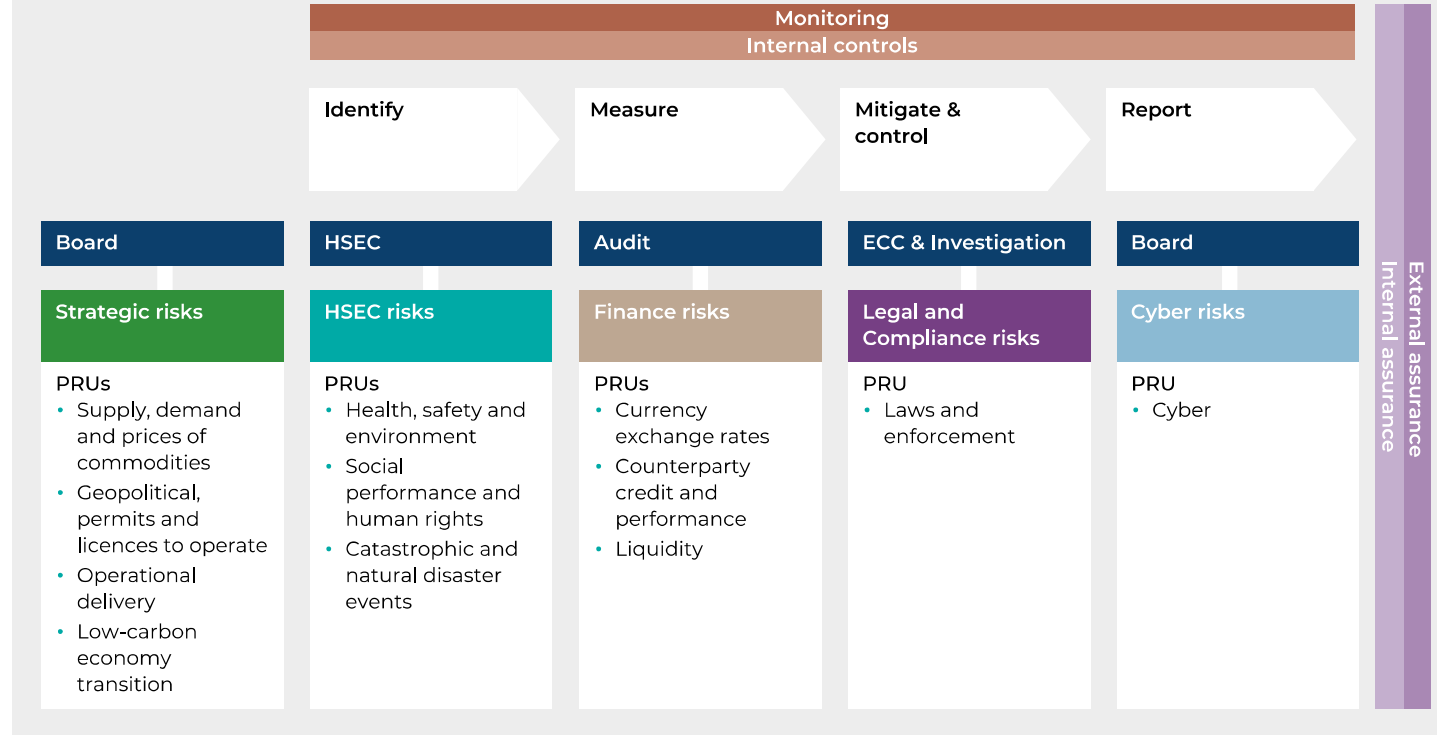 Monitoring
Internal controls
Identify
Measure
Mitigate &
control
Report
Board
Strategic risks
PRUs
• Supply, demand
and prices of
commodities
• Geopolitical,
permits and
licences to operate
• Operational
delivery
• Low-carbon
economy
transition
HSEC
HSEC risks
PRUs
• Health, safety and
environment
• Social
performance and
human rights
• Catastrophic and
natural disaster
events
Audit
Finance risks
PRUs
• Currency
exchange rates
• Counterparty
credit and
performance
• Liquidity
ECC & Investigation
Legal and
Compliance risks
PRU
• Laws and
enforcement
Board
Cyber risks
PRU
• Cyber
Internal assurance
External assurance